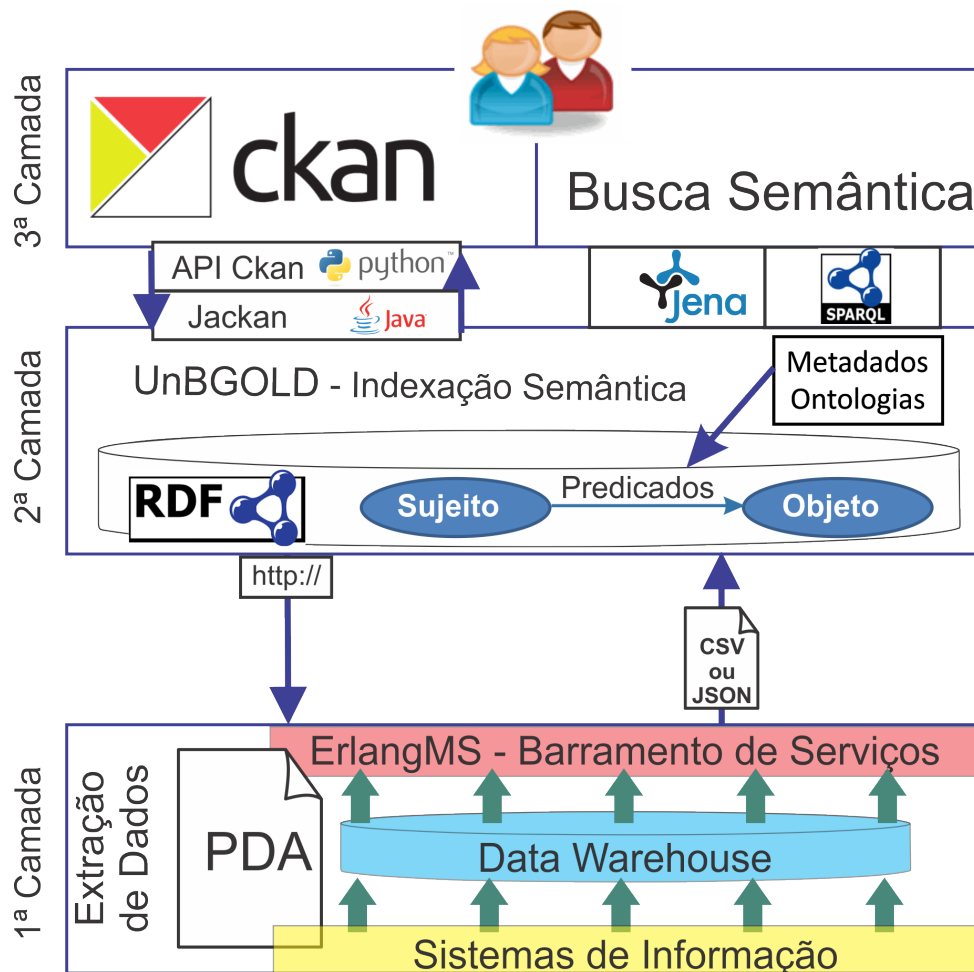 3ª Camada
ckan
Busca Semântica
API Ckan
python™
Jackan
Java
Jena
SPARQL
2ª Camada
UnBGOLD - Indexação Semântica
Metadados
Ontologias
RDF
Sujeito
Predicados
Objeto
http://
CSV
ou
JSON
1ª Camada
Extração
de Dados
PDA
ErlangMS - Barramento de Serviços
Data Warehouse
Sistemas de Informação